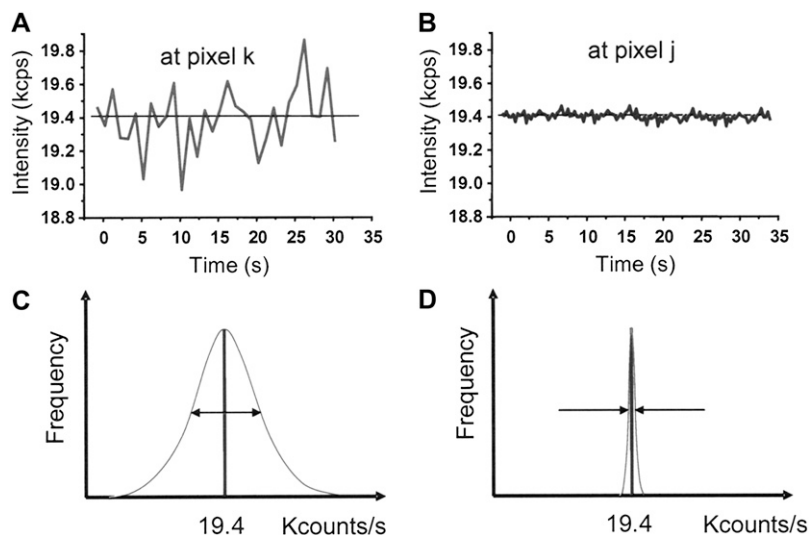 A
at pixel k
Intensity (kcps)
19.8
19.6
19.4
19.2
19.0
18.8
0 5 10 15 20 25 30 35
Time (s)
B
at pixel j
Intensity (kcps)
19.8
19.6
19.4
19.2
19.0
18.8
0 5 10 15 20 25 30 35
Time (s)
C
Frequency
19.4 Kcounts/s
D
Frequency
19.4 Kcounts/s